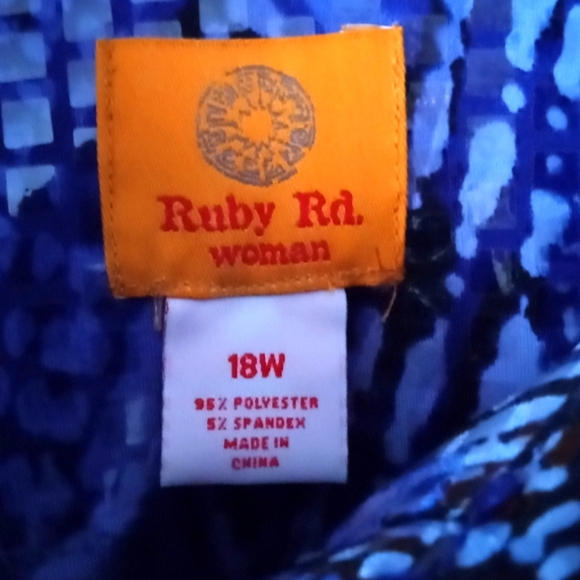 Ruby Rd.
woman
18W
95% POLYESTER
5% SPANDEX
MADE IN
CHINA